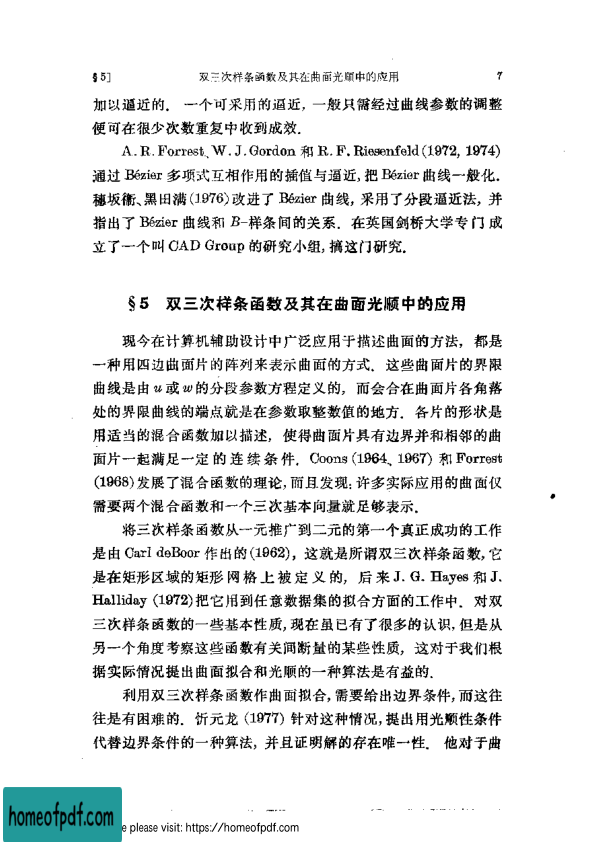 §5] 双三次样条函数及其在曲面光顺中的应用 7
加以逼近的． 一个可采用的逼近，一般只需经过曲线参数的调整
便可在很少次数重复中收到成效．
A．R．Forrest、W．J．Gordon 和 R．F．Riesenfeld（1972，1974）
通过 Bézier 多项式互相作用的插值与逼近，把 Bézier 曲线一般化．
穗坂衞、黑田满（1976）改进了 Bézier 曲线，采用了分段逼近法，并
指出了 Bézier 曲线和 B-样条间的关系．在英国剑桥大学专门成
立了一个叫 CAD Group 的研究小组，搞这门研究．
§5 双三次样条函数及其在曲面光顺中的应用
现今在计算机辅助设计中广泛应用于描述曲面的方法，都是
一种用四边曲面片的阵列来表示曲面的方式．这些曲面片的界限
曲线是由 u 或 w 的分段参数方程定义的，而会合在曲面片各角落
处的界限曲线的端点就是在参数取整数值的地方．各片的形状是
用适当的混合函数加以描述，使得曲面片具有边界并和相邻的曲
面片一起满足一定的连续条件．Coons（1964、1967）和 Forrest
（1968）发展了混合函数的理论，而且发现：许多实际应用的曲面仅
需要两个混合函数和一个三次基本向量就足够表示．
将三次样条函数从一元推广到二元的第一个真正成功的工作
是由 Carl deBoor 作出的（1962），这就是所谓双三次样条函数，它
是在矩形区域的矩形网格上被定义的，后来 J．G．Hayes 和 J．
Halliday（1972）把它用到任意数据集的拟合方面的工作中．对双
三次样条函数的一些基本性质，现在虽已有了很多的认识，但是从
另一个角度考察这些函数有关间断量的某些性质，这对于我们根
据实际情况提出曲面拟合和光顺的一种算法是有益的．
利用双三次样条函数作曲面拟合，需要给出边界条件，而这往
往是有困难的．忻元龙（1977）针对这种情况，提出用光顺性条件
代替边界条件的一种算法，并且证明解的存在唯一性．他对于曲
homeofpdf.com
e please visit: https://homeofpdf.com